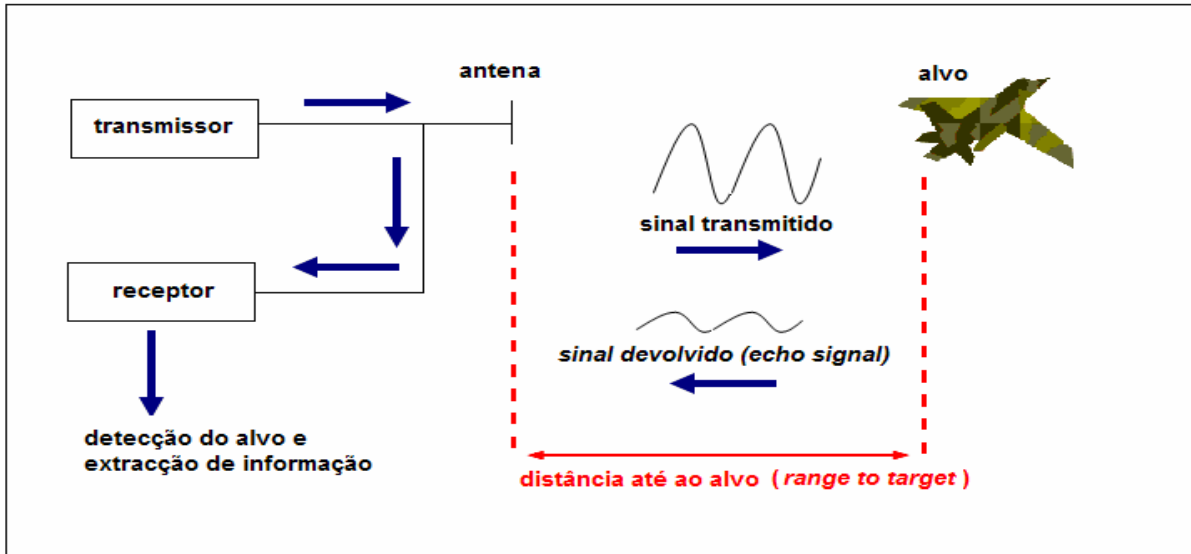 antena
alvo
transmissor
sinal transmitido
receptor
sinal devolvido (echo signal)
detecção do alvo e
extracção de informação
distância até ao alvo ( range to target )